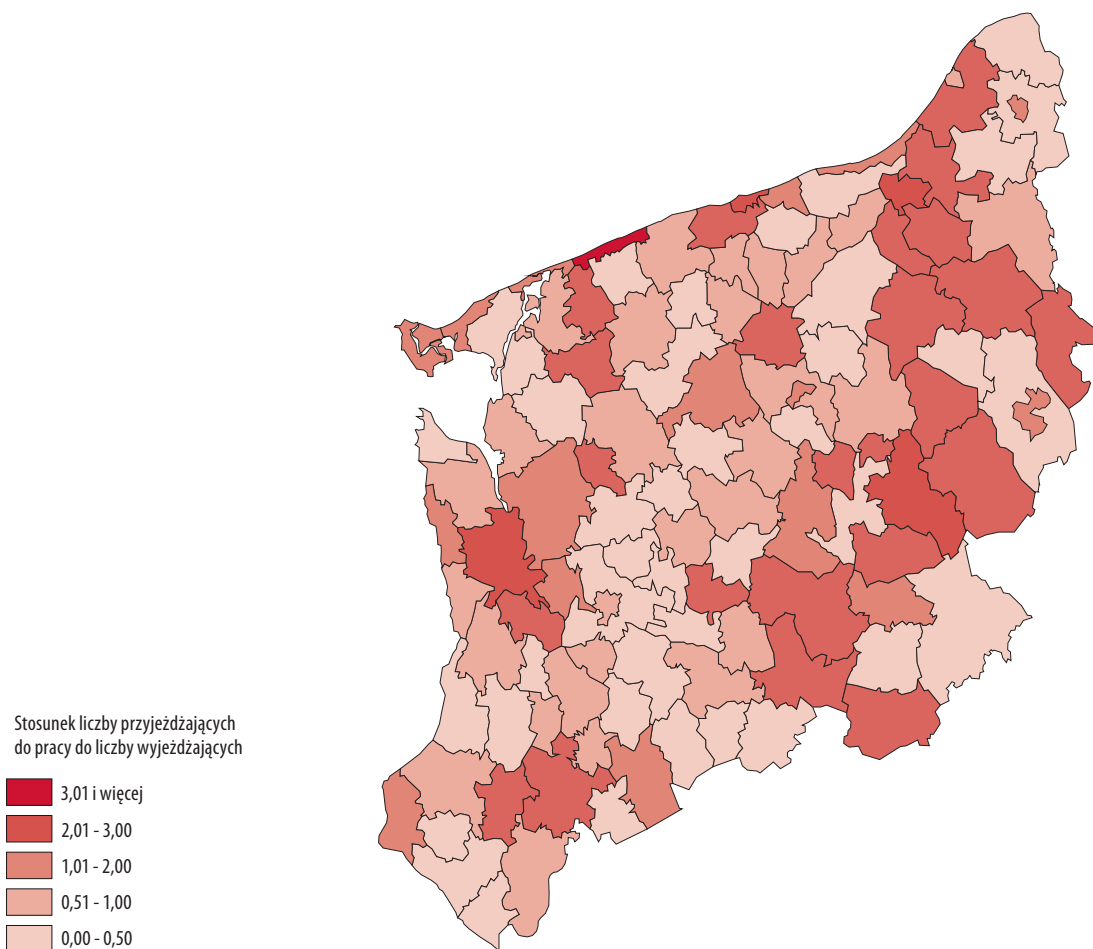 Stosunek liczby przyjeżdżających
do pracy do liczby wyjeżdżających
3,01 i więcej
2,01 - 3,00
1,01 - 2,00
0,51 - 1,00
0,00 - 0,50